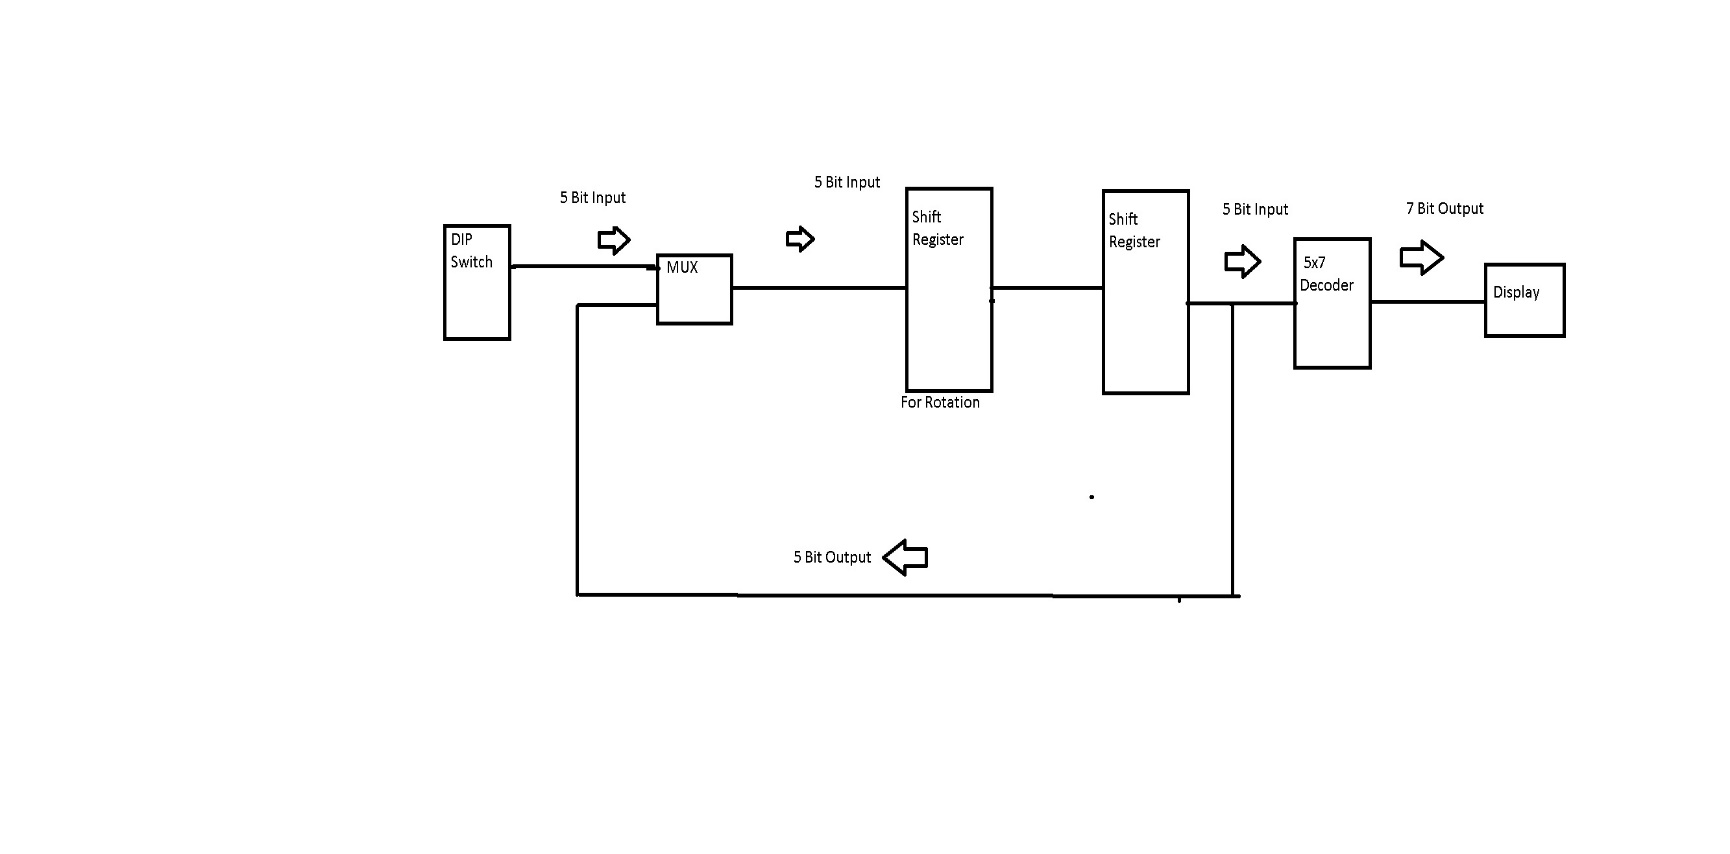 5 Bit Input
DIP
Switch
MUX
5 Bit Input
Shift
Register
For Rotation
Shift
Register
5 Bit Input
5x7
Decoder
7 Bit Output
Display
5 Bit Output